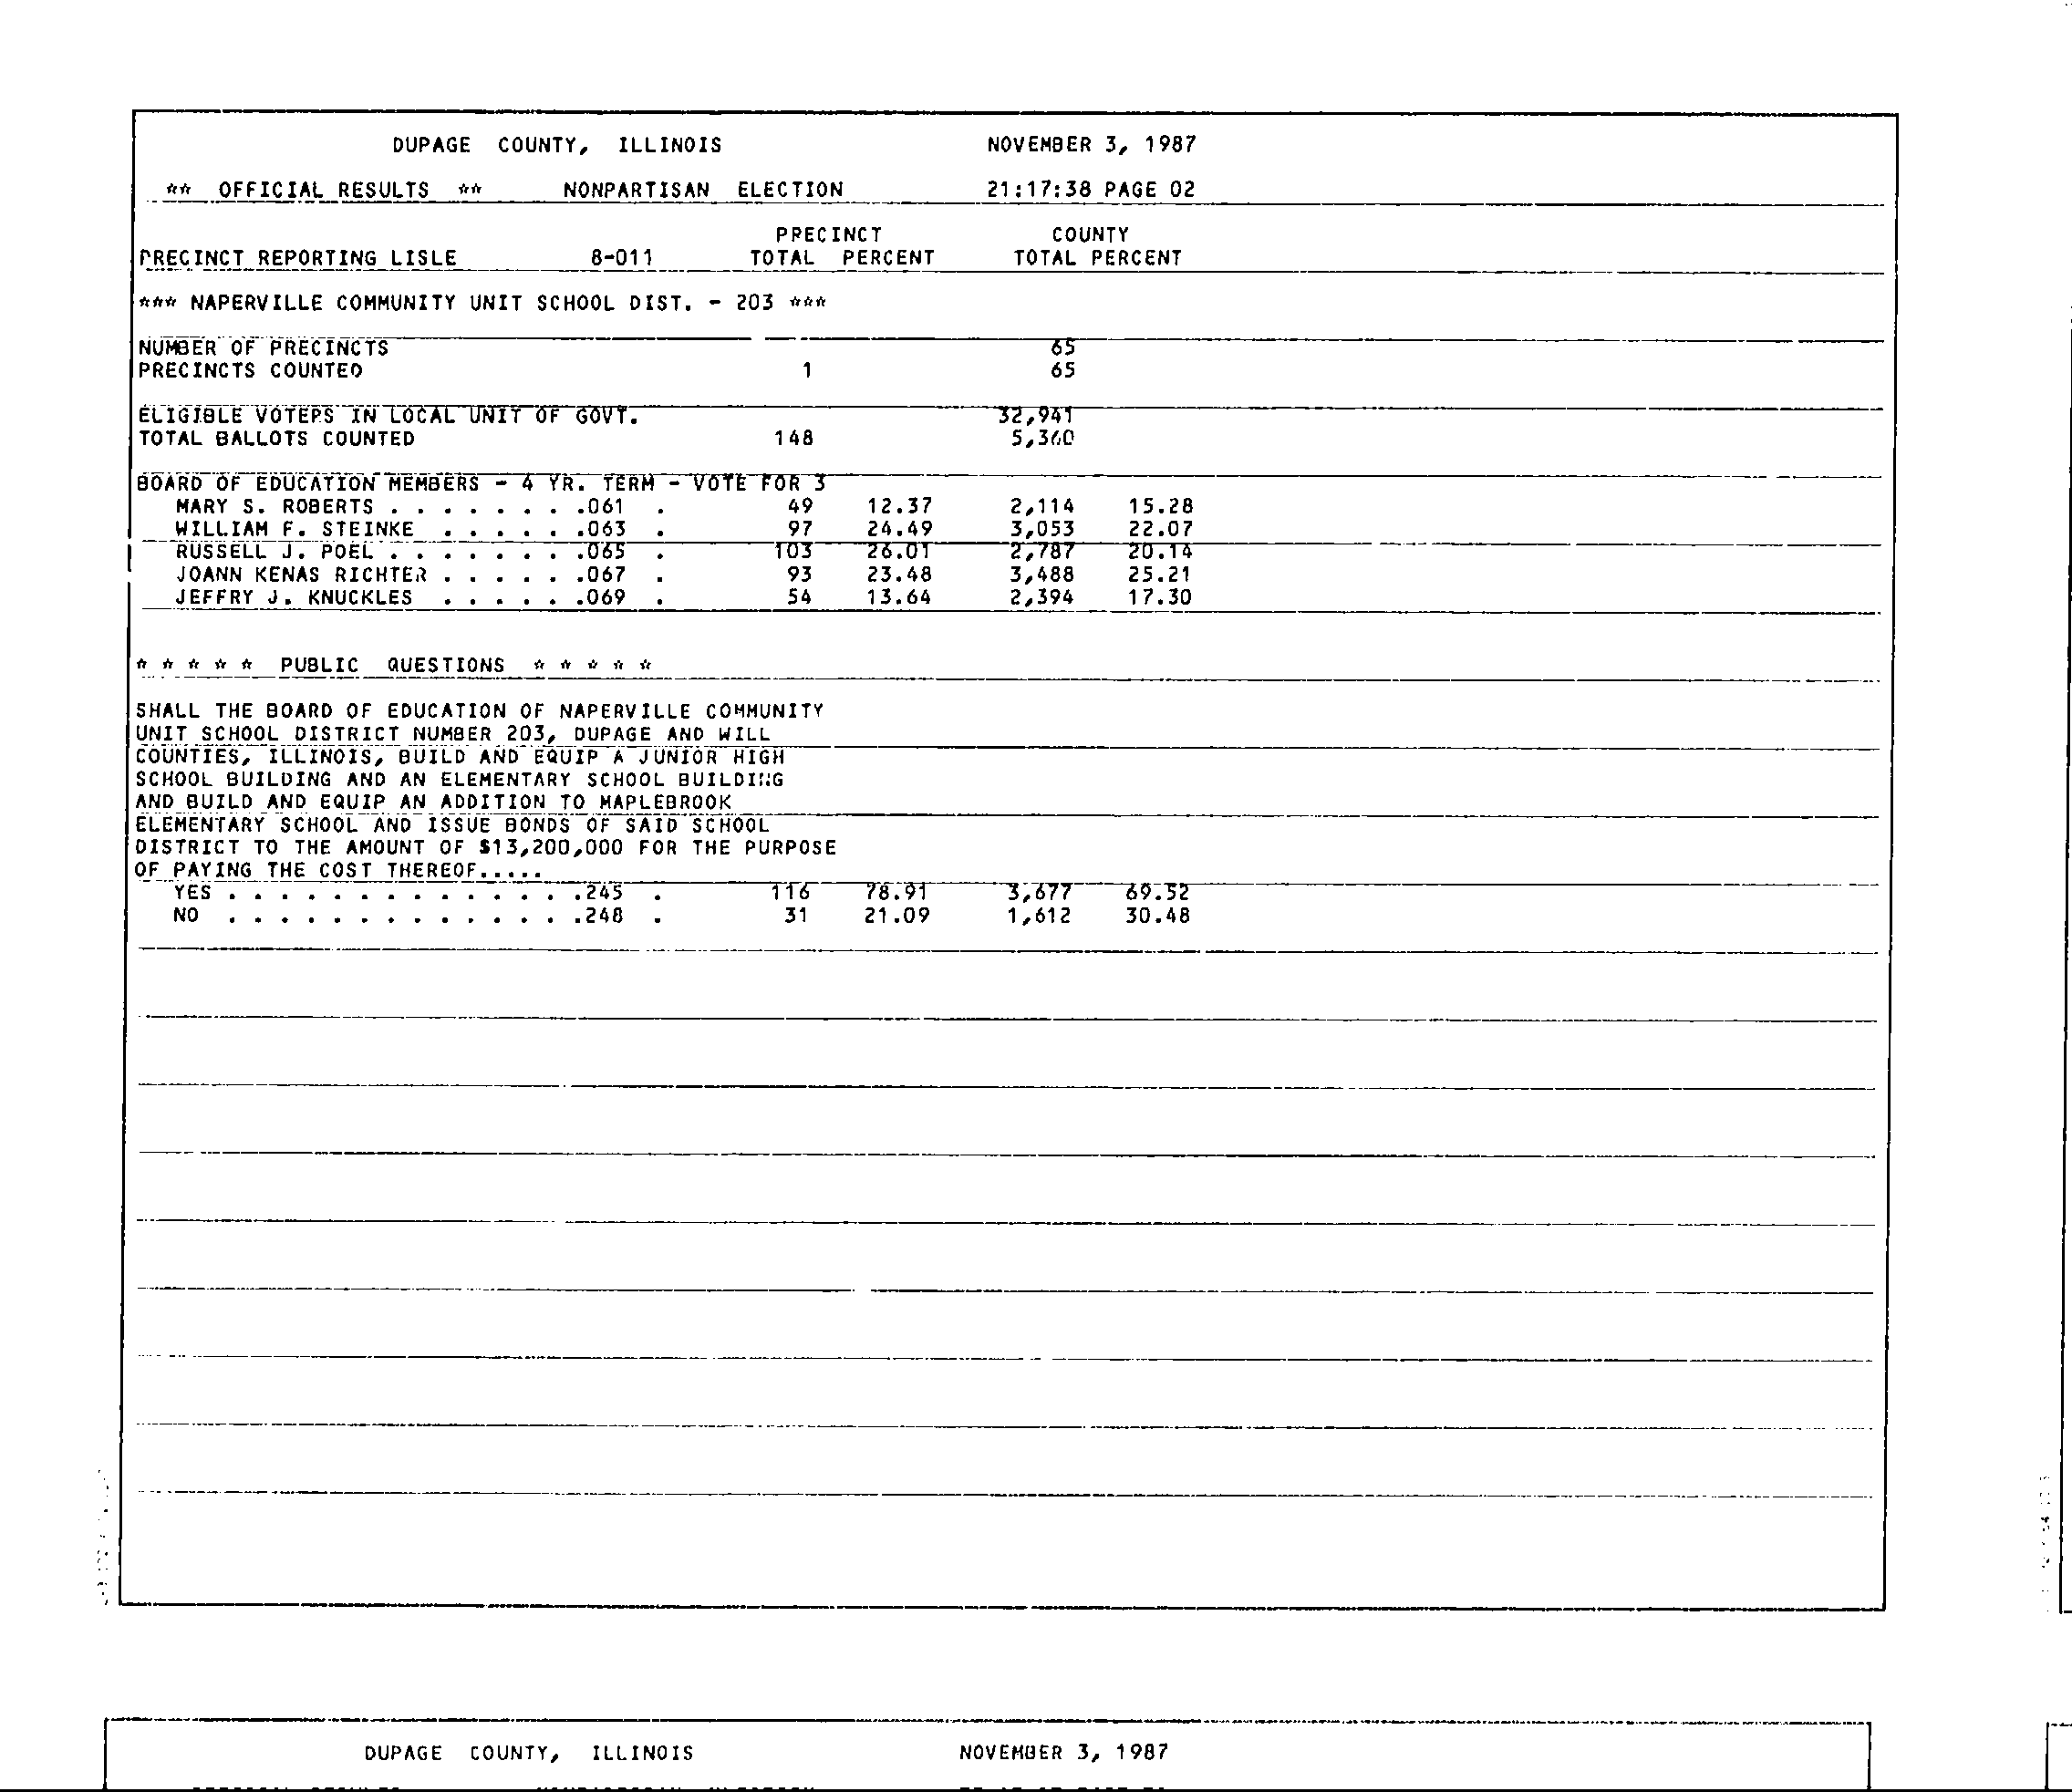 DUPAGE COUNTY, ILLINOIS NOVEMBER 3, 1987
** OFFICIAL RESULTS ** NONPARTISAN ELECTION 21:17:38 PAGE 02
PRECINCT COUNTY
PRECINCT REPORTING LISLE 8-011 TOTAL PERCENT TOTAL PERCENT
*** NAPERVILLE COMMUNITY UNIT SCHOOL DIST. - 203 ***
NUMBER OF PRECINCTS 65
PRECINCTS COUNTED 1 65
ELIGIBLE VOTERS IN LOCAL UNIT OF GOVT. 32,941
TOTAL BALLOTS COUNTED 148 5,360
BOARD OF EDUCATION MEMBERS - 4 YR. TERM - VOTE FOR 3
MARY S. ROBERTS . . . . . . . .061 . 49 12.37 2,114 15.28
WILLIAM F. STEINKE . . . . . .063 . 97 24.49 3,053 22.07
RUSSELL J. POEL . . . . . . . .065 . 103 26.01 2,787 20.14
JOANN KENAS RICHTER . . . . . .067 . 93 23.48 3,488 25.21
JEFFRY J. KNUCKLES . . . . . .069 . 54 13.64 2,394 17.30
* * * * * PUBLIC QUESTIONS * * * * *
SHALL THE BOARD OF EDUCATION OF NAPERVILLE COMMUNITY
UNIT SCHOOL DISTRICT NUMBER 203, DUPAGE AND WILL
COUNTIES, ILLINOIS, BUILD AND EQUIP A JUNIOR HIGH
SCHOOL BUILDING AND AN ELEMENTARY SCHOOL BUILDING
AND BUILD AND EQUIP AN ADDITION TO MAPLEBROOK
ELEMENTARY SCHOOL AND ISSUE BONDS OF SAID SCHOOL
DISTRICT TO THE AMOUNT OF $13,200,000 FOR THE PURPOSE
OF PAYING THE COST THEREOF.....
YES . . . . . . . . . . . . . .245 . 116 78.91 3,677 69.52
NO . . . . . . . . . . . . . .248 . 31 21.09 1,612 30.48
DUPAGE COUNTY, ILLINOIS NOVEMBER 3, 1987